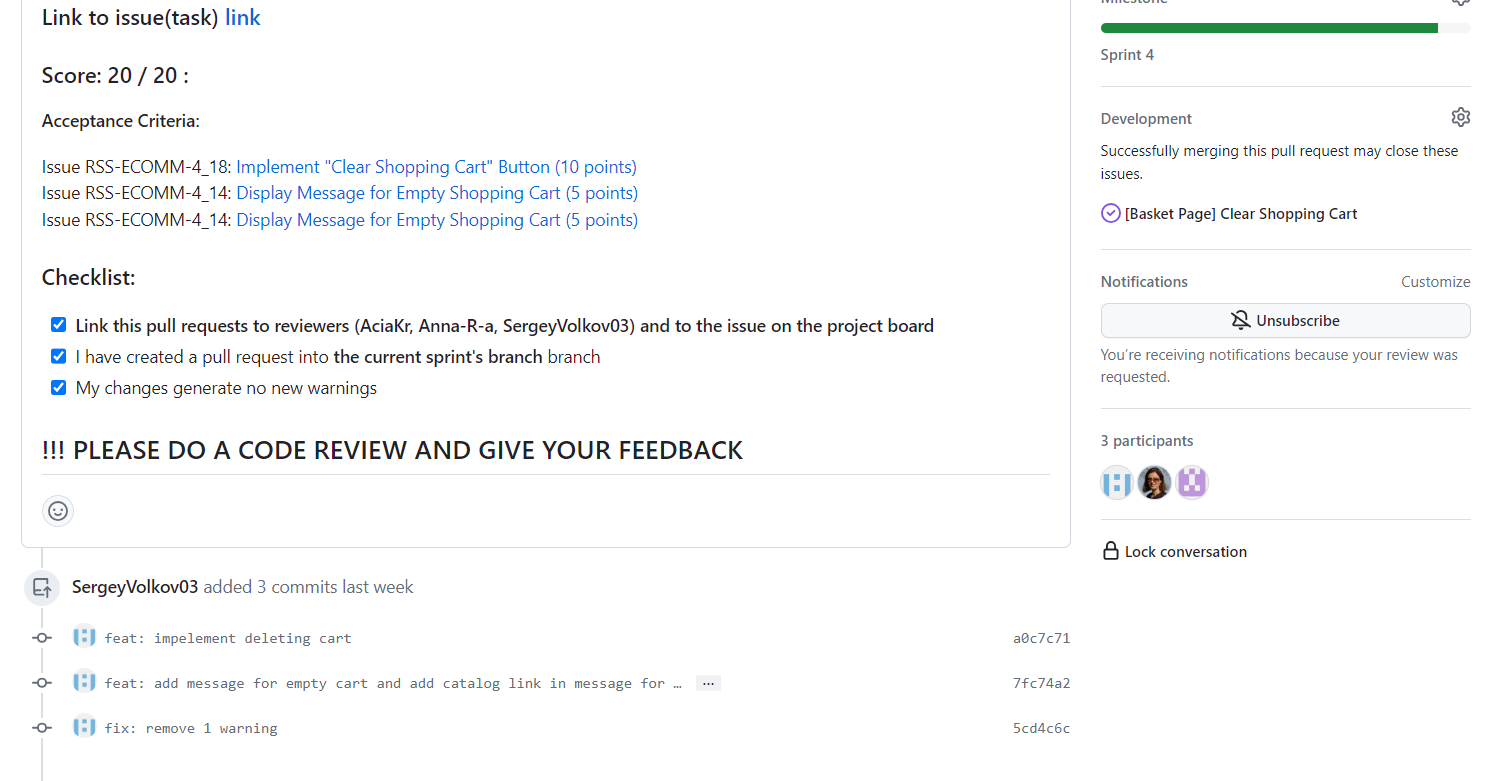 Link to issue(task) link
Score: 20 / 20 :
Acceptance Criteria:
Issue RSS-ECOMM-4_18: Implement "Clear Shopping Cart" Button (10 points)
Issue RSS-ECOMM-4_14: Display Message for Empty Shopping Cart (5 points)
Issue RSS-ECOMM-4_14: Display Message for Empty Shopping Cart (5 points)
Checklist:
Link this pull requests to reviewers (AciaKr, Anna-R-a, SergeyVolkov03) and to the issue on the project board
I have created a pull request into the current sprint's branch branch
My changes generate no new warnings
!!! PLEASE DO A CODE REVIEW AND GIVE YOUR FEEDBACK
SergeyVolkov03 added 3 commits last week
feat: impelement deleting cart a0c7c71
feat: add message for empty cart and add catalog link in message for … ... 7fc74a2
fix: remove 1 warning 5cd4c6c
Milestone
Sprint 4
Development
Successfully merging this pull request may close these
issues.
[Basket Page] Clear Shopping Cart
Notifications Customize
Unsubscribe
You're receiving notifications because your review was
requested.
3 participants
Lock conversation